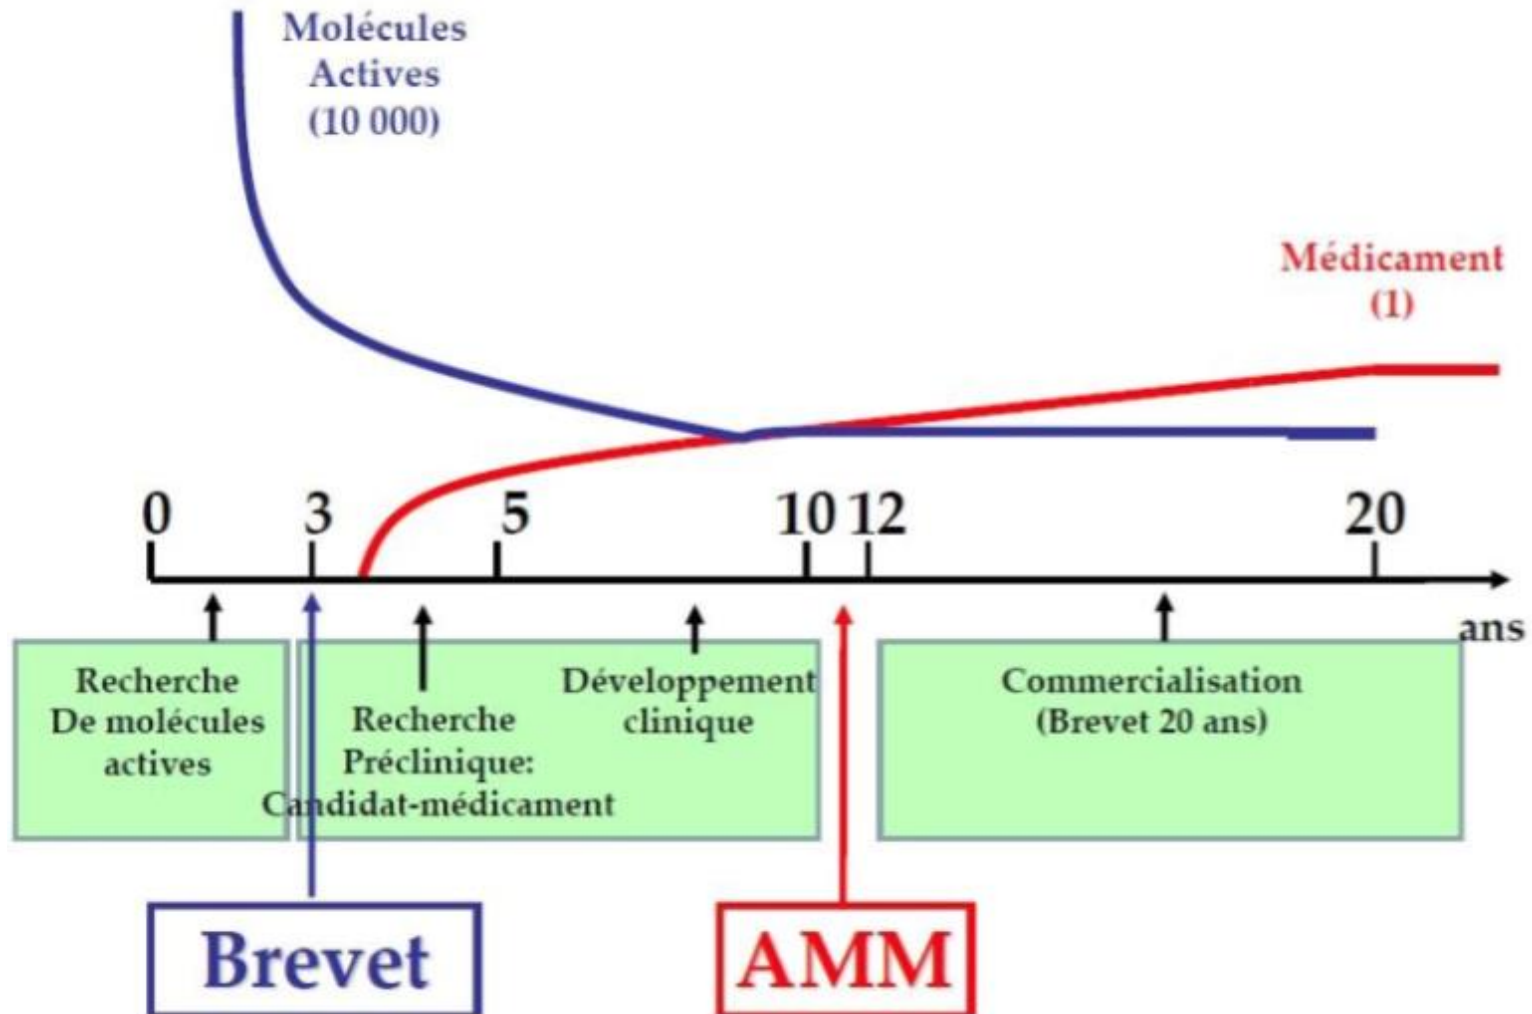 Molécules
Actives
(10 000)
Médicament
(1)
0 3 5 10 12 20
ans
Recherche
De molécules
actives
Recherche
Préclinique:
Candidat-médicament
Développement
clinique
Commercialisation
(Brevet 20 ans)
Brevet
AMM